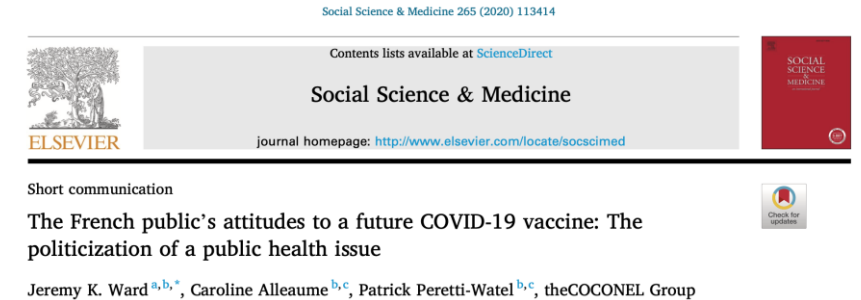 Social Science & Medicine 265 (2020) 113414
Contents lists available at ScienceDirect
Social Science & Medicine
journal homepage: http://www.elsevier.com/locate/socscimed
ELSEVIER
SOCIAL
SCIENCE
&
MEDICINE
Short communication
The French public's attitudes to a future COVID-19 vaccine: The
politicization of a public health issue
Check for
updates
Jeremy K. Ward a,b,*, Caroline Alleaume b,c, Patrick Peretti-Watel b,c, theCOCONEL Group